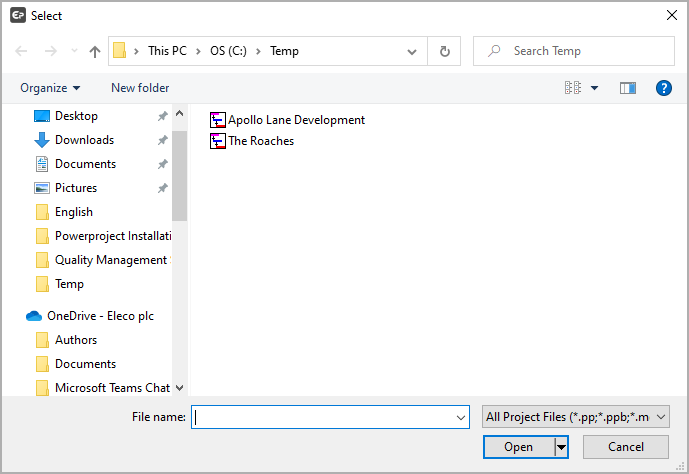 Select
This PC > OS (C:) > Temp
Search Temp
Organize
New folder
Desktop
Downloads
Documents
Pictures
English
Powerproject Installati
Quality Management S
Temp
OneDrive - Eleco plc
Authors
Documents
Microsoft Teams Chat
Apollo Lane Development
The Roaches
File name:
All Project Files (*.pp;*.ppb;*.m
Open
Cancel